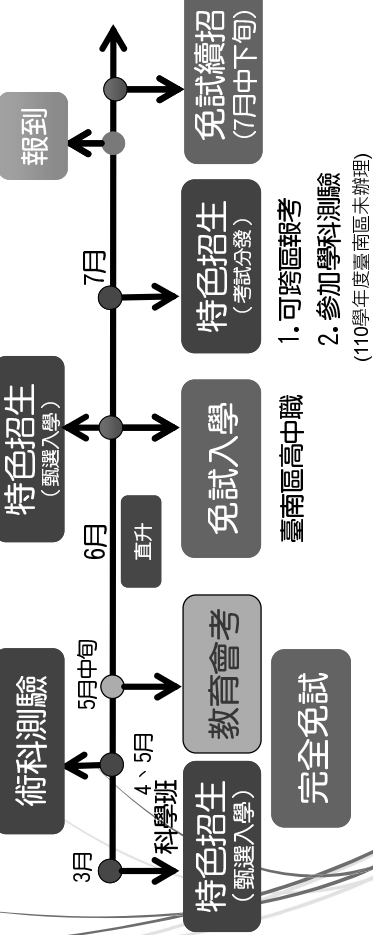 術科測驗
特色招生
（甄選入學）
報到
3月
4、5月
5月中旬
6月
7月
科學班
直升
特色招生
（甄選入學）
教育會考
免試入學
特色招生
（考試分發）
免試續招
(7月中下旬)
完全免試
臺南區高中職
1. 可跨區報考
2. 參加學科測驗
(110學年度臺南區未辦理)